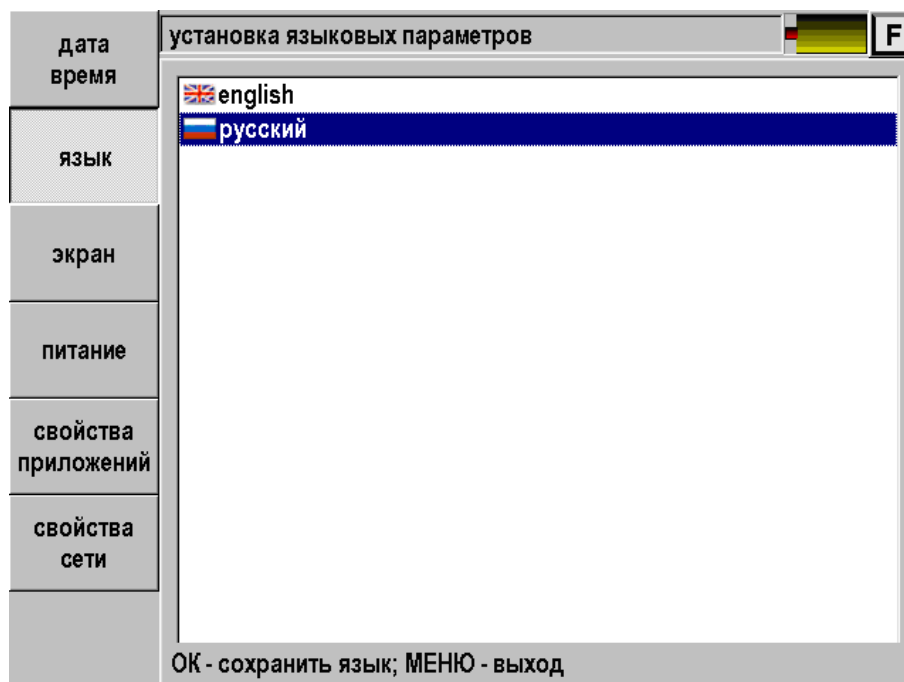 дата
время
язык
экран
питание
свойства
приложений
свойства
сети
установка языковых параметров
F
english
русский
ОК - сохранить язык; МЕНЮ - выход